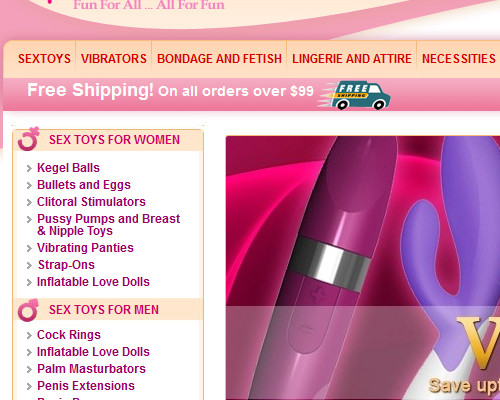 Fun For All ... All For Fun
SEXTOYS VIBRATORS BONDAGE AND FETISH LINGERIE AND ATTIRE NECESSITIES
Free Shipping! On all orders over $99
FREE
SHIPPING
SEX TOYS FOR WOMEN
Kegel Balls
Bullets and Eggs
Clitoral Stimulators
Pussy Pumps and Breast
& Nipple Toys
Vibrating Panties
Strap-Ons
Inflatable Love Dolls
SEX TOYS FOR MEN
Cock Rings
Inflatable Love Dolls
Palm Masturbators
Penis Extensions
V
Save up